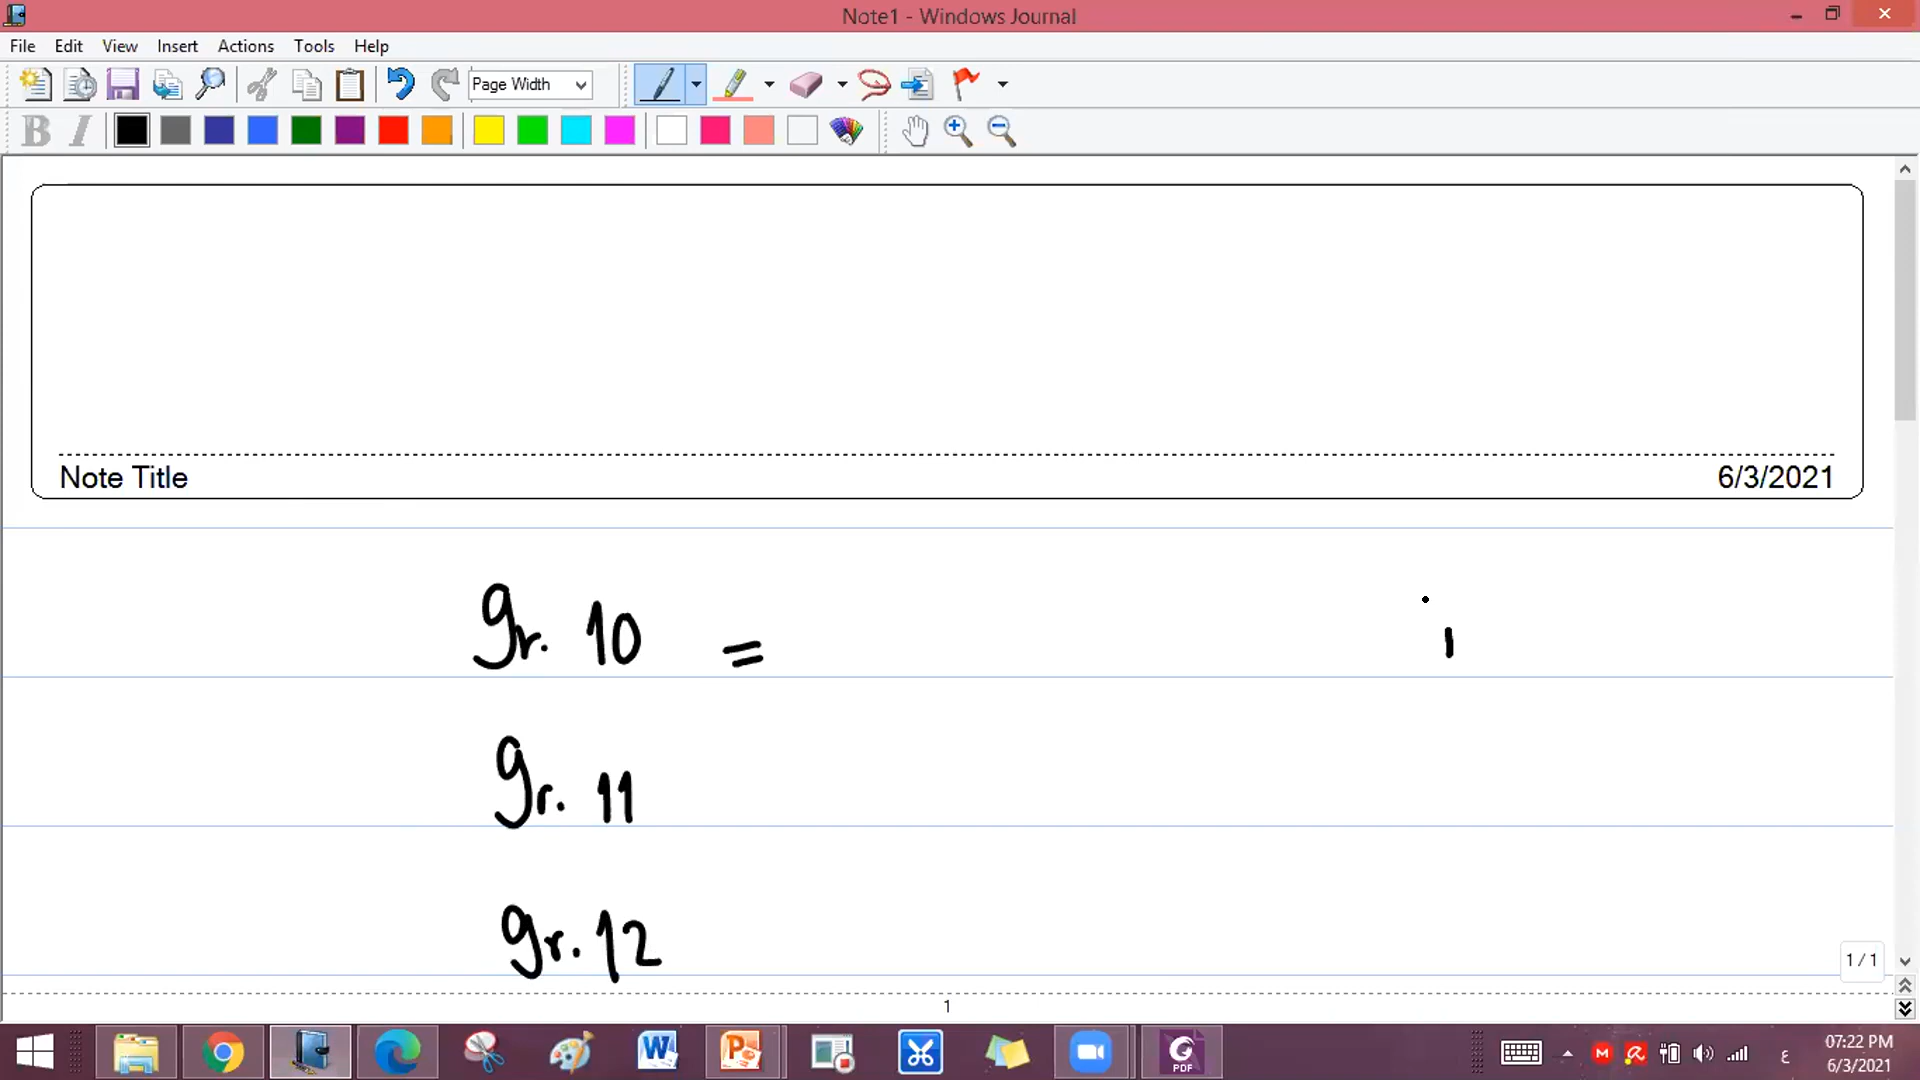 Note1 - Windows Journal
File Edit View Insert Actions Tools Help
Page Width
B I
Note Title 6/3/2021
gr. 10 =
gr. 11
gr. 12
1 / 1
1
PDF
07:22 PM
ع
6/3/2021